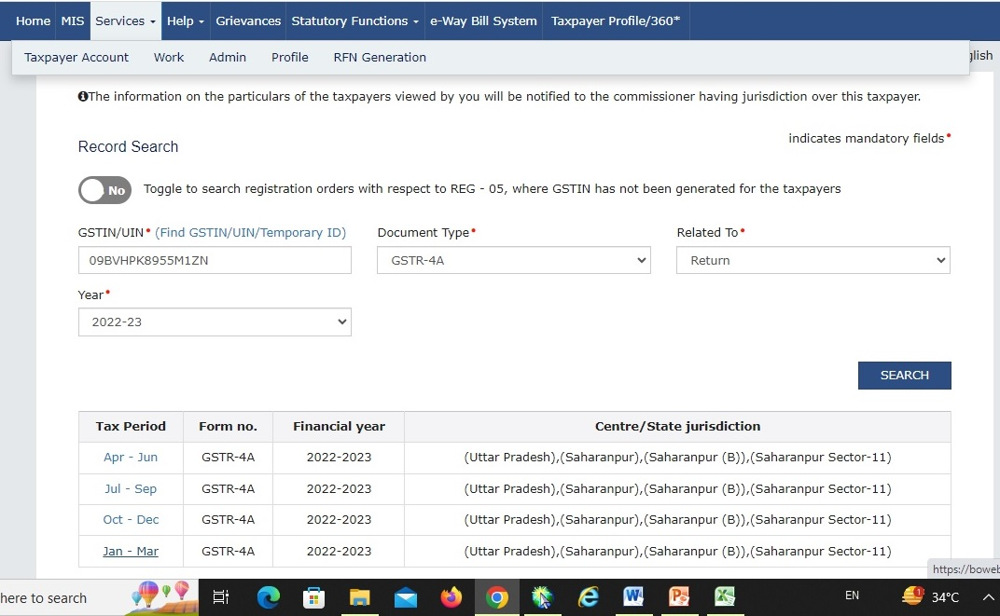 Home MIS Services Help Grievances Statutory Functions e-Way Bill System Taxpayer Profile/360*
Taxpayer Account Work Admin Profile RFN Generation glish
The information on the particulars of the taxpayers viewed by you will be notified to the commissioner having jurisdiction over this taxpayer.
indicates mandatory fields*
Record Search
No Toggle to search registration orders with respect to REG - 05, where GSTIN has not been generated for the taxpayers
GSTIN/UIN* (Find GSTIN/UIN/Temporary ID) Document Type* Related To*
09BVHPK8955M1ZN GSTR-4A Return
Year*
2022-23
SEARCH
Tax Period Form no. Financial year Centre/State jurisdiction
Apr - Jun GSTR-4A 2022-2023 (Uttar Pradesh),(Saharanpur),(Saharanpur (B)),(Saharanpur Sector-11)
Jul - Sep GSTR-4A 2022-2023 (Uttar Pradesh),(Saharanpur),(Saharanpur (B)),(Saharanpur Sector-11)
Oct - Dec GSTR-4A 2022-2023 (Uttar Pradesh),(Saharanpur),(Saharanpur (B)),(Saharanpur Sector-11)
Jan - Mar GSTR-4A 2022-2023 (Uttar Pradesh),(Saharanpur),(Saharanpur (B)),(Saharanpur Sector-11)
https://boweb
here to search EN 1 34°C